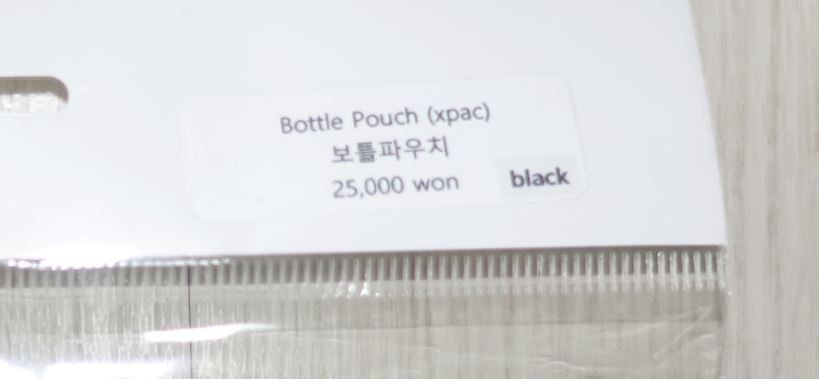 Bottle Pouch (xpac)
보틀파우치
25,000 won
black